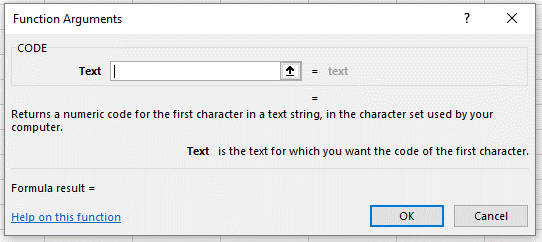 Function Arguments ?
CODE
Text = text
=
Returns a numeric code for the first character in a text string, in the character set used by your
computer.
Text is the text for which you want the code of the first character.
Formula result =
Help on this function OK Cancel